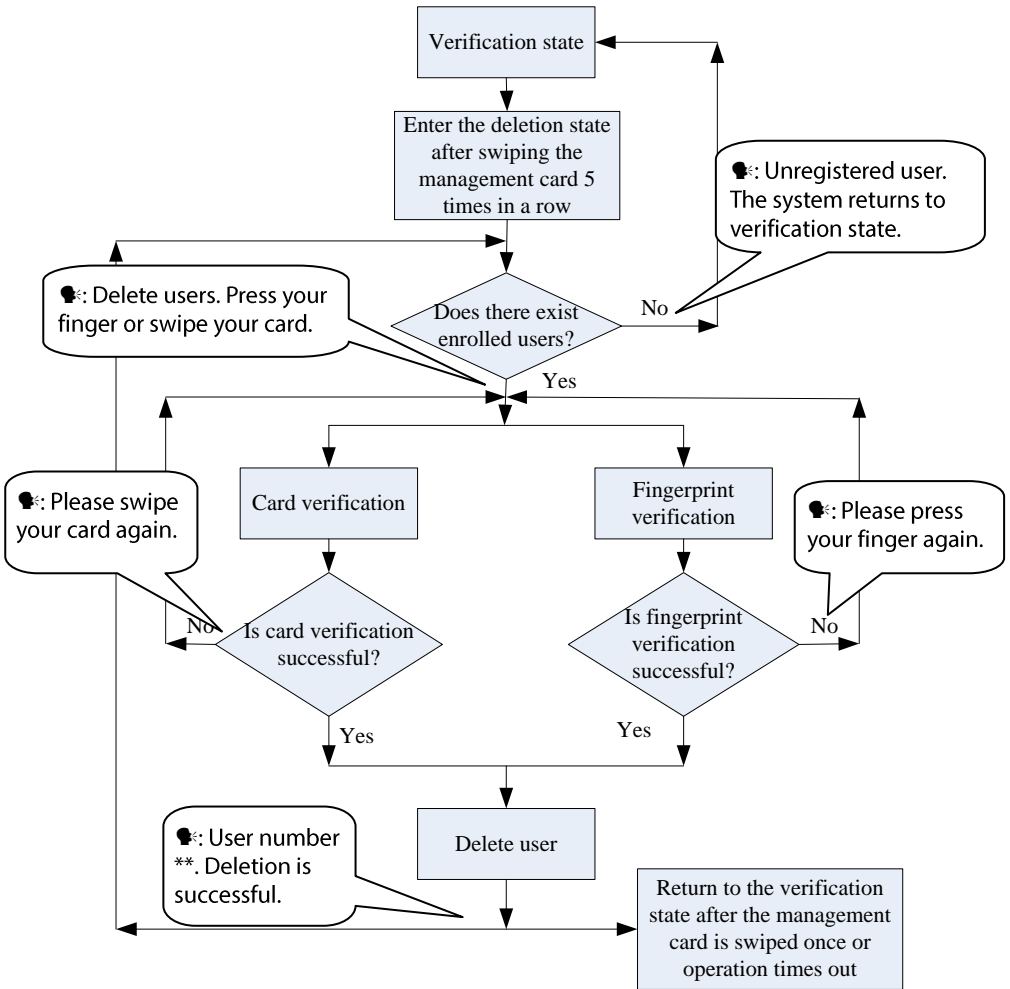 Verification state
Enter the deletion state
after swiping the
management card 5
times in a row
🗣: Unregistered user.
The system returns to
verification state.
🗣: Delete users. Press your
finger or swipe your card.
Does there exist
enrolled users?
No
Yes
Card verification
Fingerprint
verification
🗣: Please swipe
your card again.
🗣: Please press
your finger again.
Is card verification
successful?
No
Is fingerprint
verification
successful?
No
Yes
Yes
🗣: User number
**. Deletion is
successful.
Delete user
Return to the verification
state after the management
card is swiped once or
operation times out